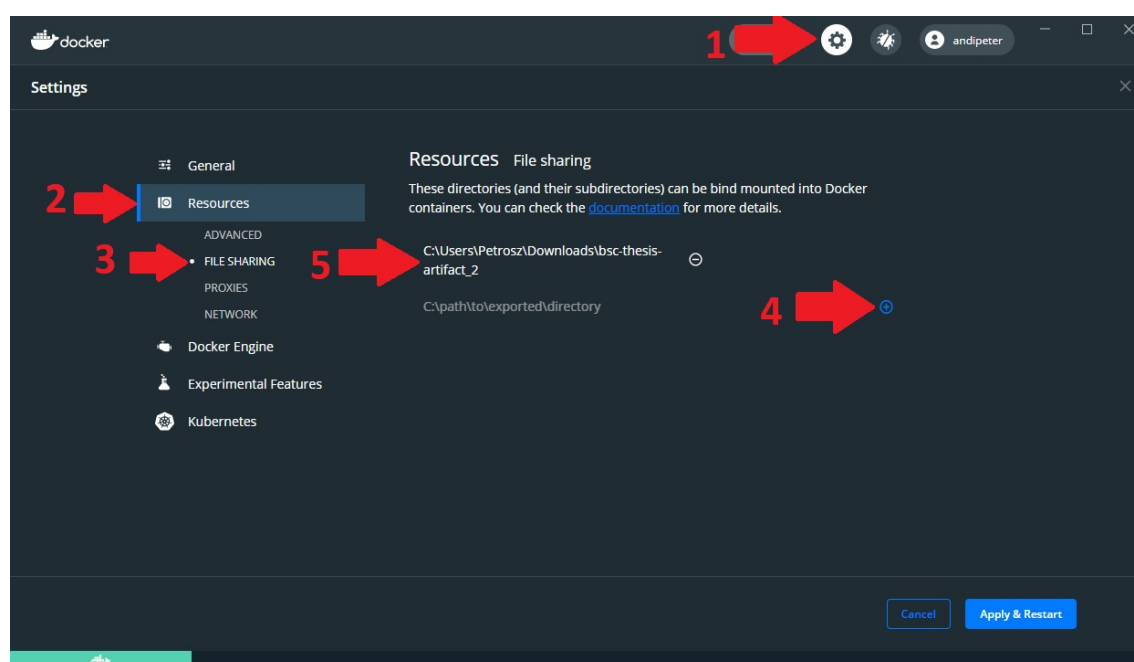 docker
1
andipeter
Settings
General
2
Resources
ADVANCED
3
FILE SHARING
PROXIES
NETWORK
Docker Engine
Experimental Features
Kubernetes
Resources File sharing
These directories (and their subdirectories) can be bind mounted into Docker
containers. You can check the documentation for more details.
5
C:\Users\Petrosz\Downloads\bsc-thesis-
artifact_2
C:\path\to\exported\directory
4
Cancel
Apply & Restart